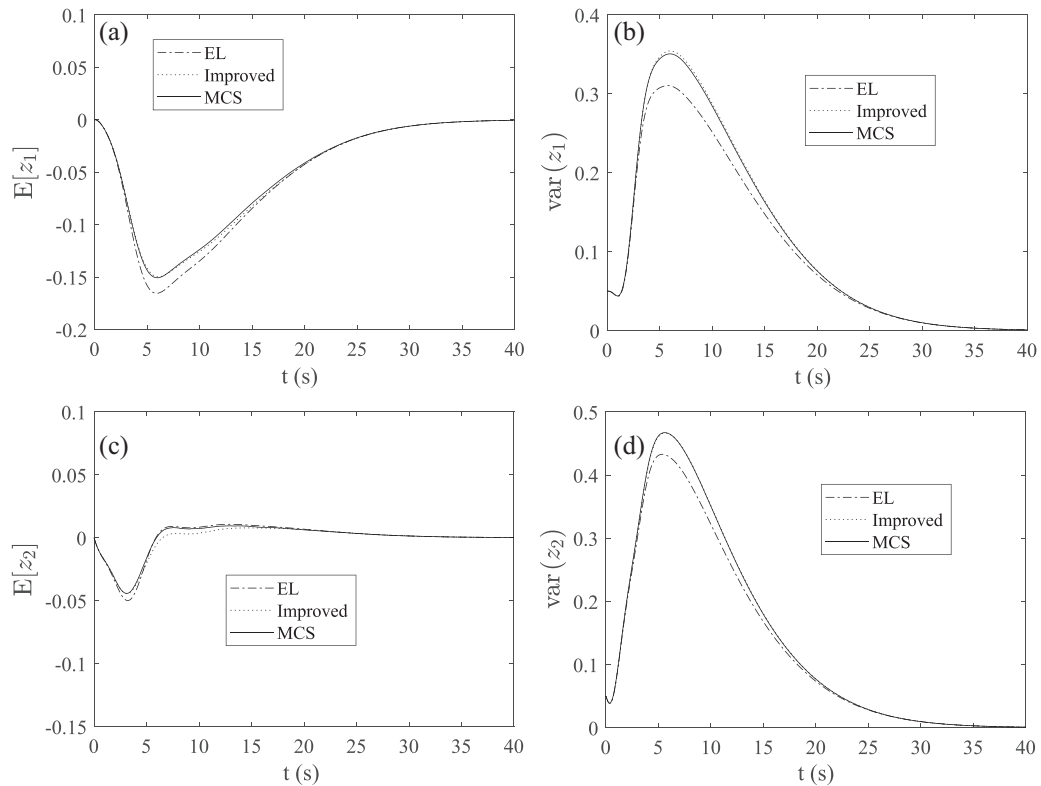 (a)
0.1
0.05
0
-0.05
-0.1
-0.15
-0.2
E[z₁]
EL
Improved
MCS
0 5 10 15 20 25 30 35 40
t (s)
(b)
0.4
0.3
0.2
0.1
0
var(z₁)
EL
Improved
MCS
0 5 10 15 20 25 30 35 40
t (s)
(c)
0.1
0.05
0
-0.05
-0.1
-0.15
E[z₂]
EL
Improved
MCS
0 5 10 15 20 25 30 35 40
t (s)
(d)
0.5
0.4
0.3
0.2
0.1
0
var(z₂)
EL
Improved
MCS
0 5 10 15 20 25 30 35 40
t (s)